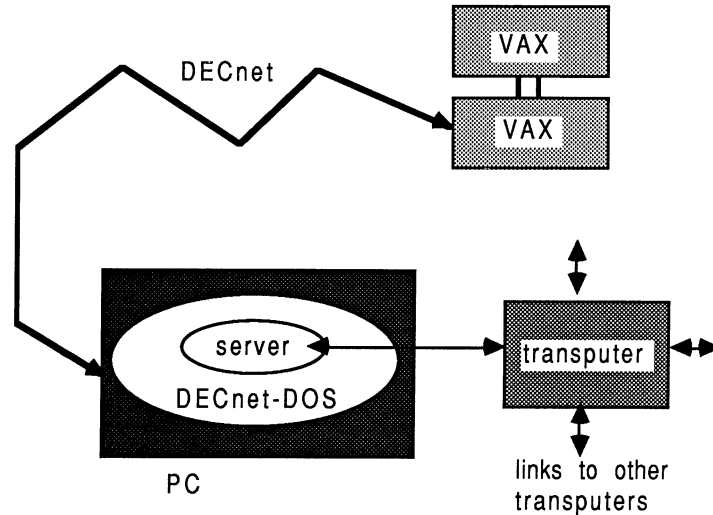 VAX
DECnet
VAX
server
transputer
DECnet-DOS
links to other
transputers
PC